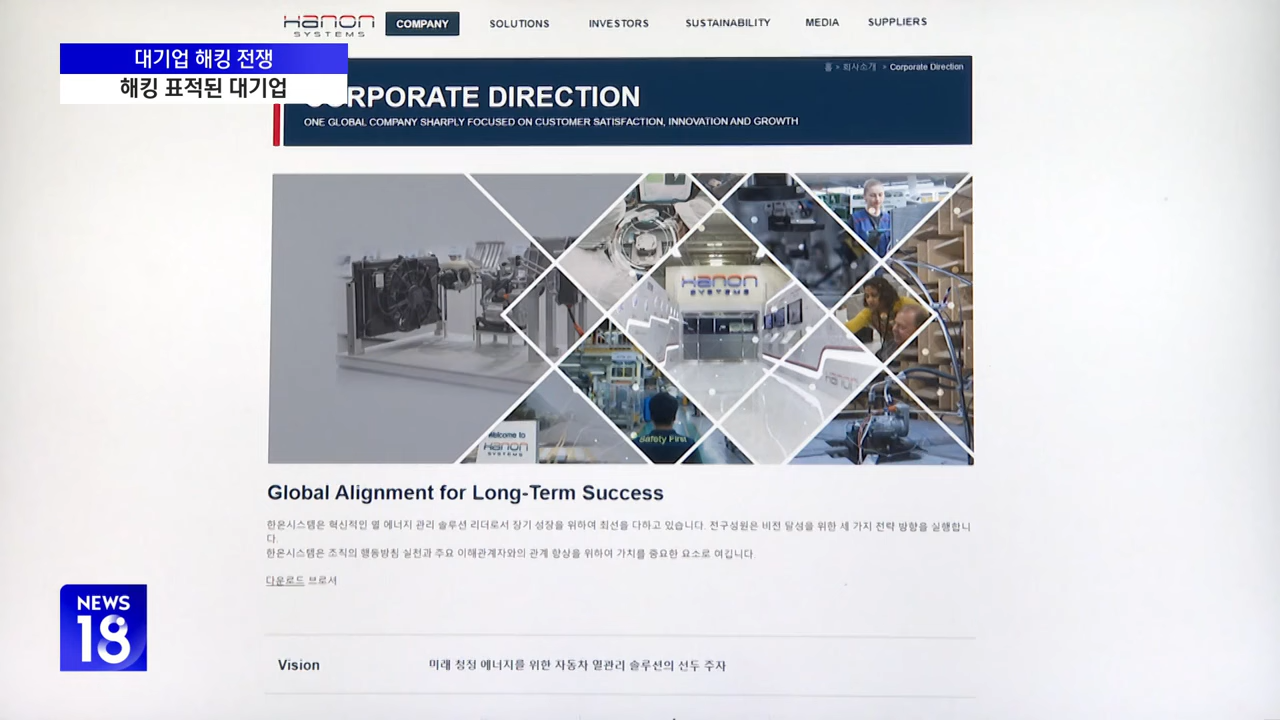 Hanon
SYSTEMS
COMPANY
SOLUTIONS
INVESTORS
SUSTAINABILITY
MEDIA
SUPPLIERS
대기업 해킹 전쟁
해킹 표적된 대기업
홈 > 회사소개 > Corporate Direction
CORPORATE DIRECTION
ONE GLOBAL COMPANY SHARPLY FOCUSED ON CUSTOMER SATISFACTION, INNOVATION AND GROWTH
Hanon
SYSTEMS
Hanon
Safety First
Welcome to
Hanon
SYSTEMS
Global Alignment for Long-Term Success
한온시스템은 혁신적인 열 에너지 관리 솔루션 리더로서 장기 성장을 위하여 최선을 다하고 있습니다. 전구성원은 비전 달성을 위한 세 가지 전략 방향을 실행합니
다.
한온시스템은 조직의 행동방침 실천과 주요 이해관계자와의 관계 향상을 위하여 가치를 중요한 요소로 여깁니다.
다운로드 브로셔
NEWS
18
Vision
미래 청정 에너지를 위한 자동차 열관리 솔루션의 선두 주자